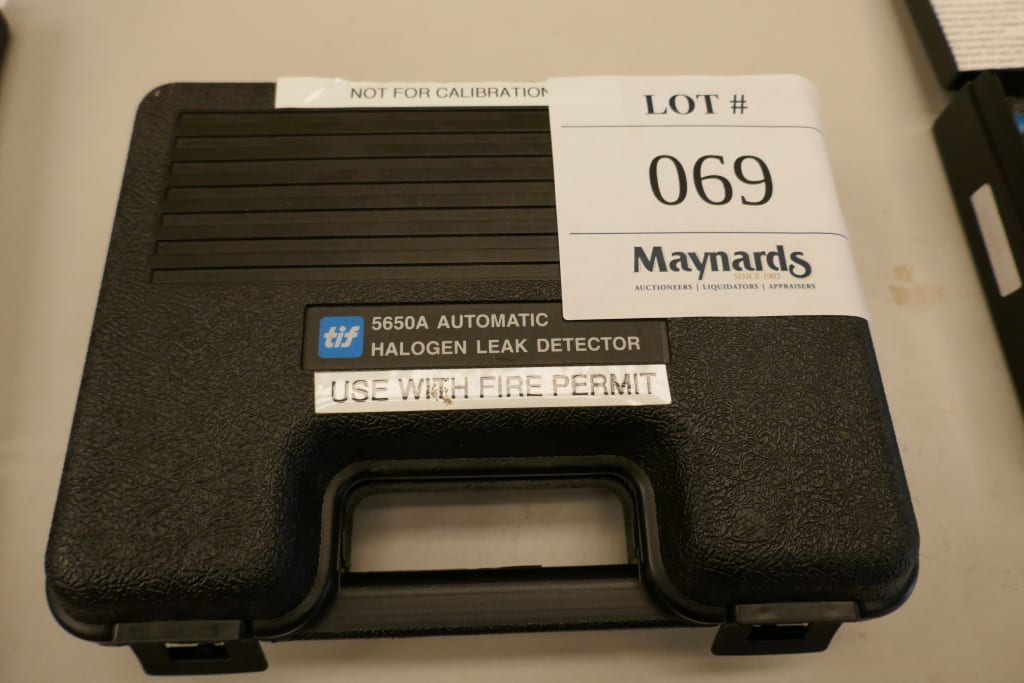 NOT FOR CALIBRATION
LOT #
069
Maynards
SINCE 1902
AUCTIONEERS | LIQUIDATORS | APPRAISERS
tif 5650A AUTOMATIC
HALOGEN LEAK DETECTOR
USE WITH FIRE PERMIT